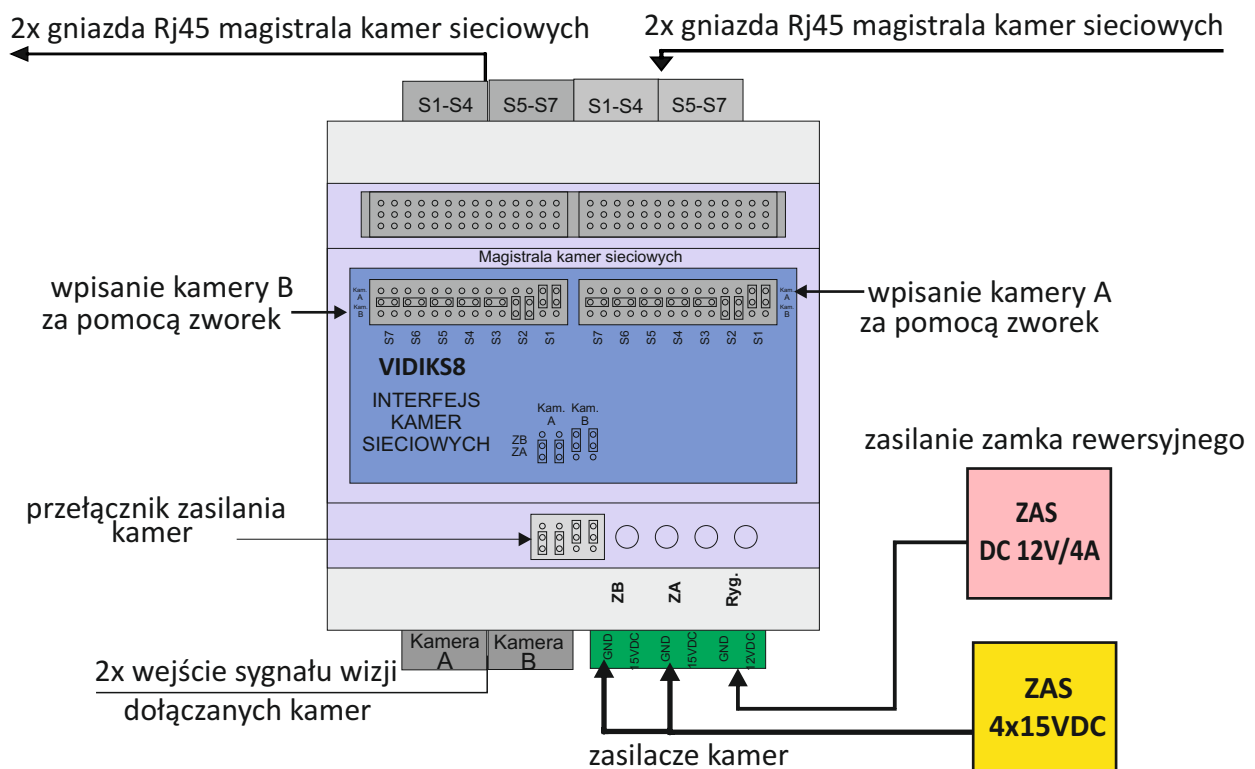 2x gniazda Rj45 magistrala kamer sieciowych
2x gniazda Rj45 magistrala kamer sieciowych
S1-S4 S5-S7 S1-S4 S5-S7
Magistrala kamer sieciowych
wpisanie kamery B
za pomocą zworek
Kam.
A
Kam.
B
Kam.
A
Kam.
B
wpisanie kamery A
za pomocą zworek
S7 S6 S5 S4 S3 S2 S1
S7 S6 S5 S4 S3 S2 S1
VIDIKS8
INTERFEJS
KAMER
SIECIOWYCH
Kam. Kam.
A B
ZB
ZA
zasilanie zamka rewersyjnego
ZAS
DC 12V/4A
przełącznik zasilania
kamer
ZB ZA Ryg.
Kamera
A
Kamera
B
GND 15VDC GND 15VDC GND 12VDC
2x wejście sygnału wizji
dołączanych kamer
ZAS
4x15VDC
zasilacze kamer